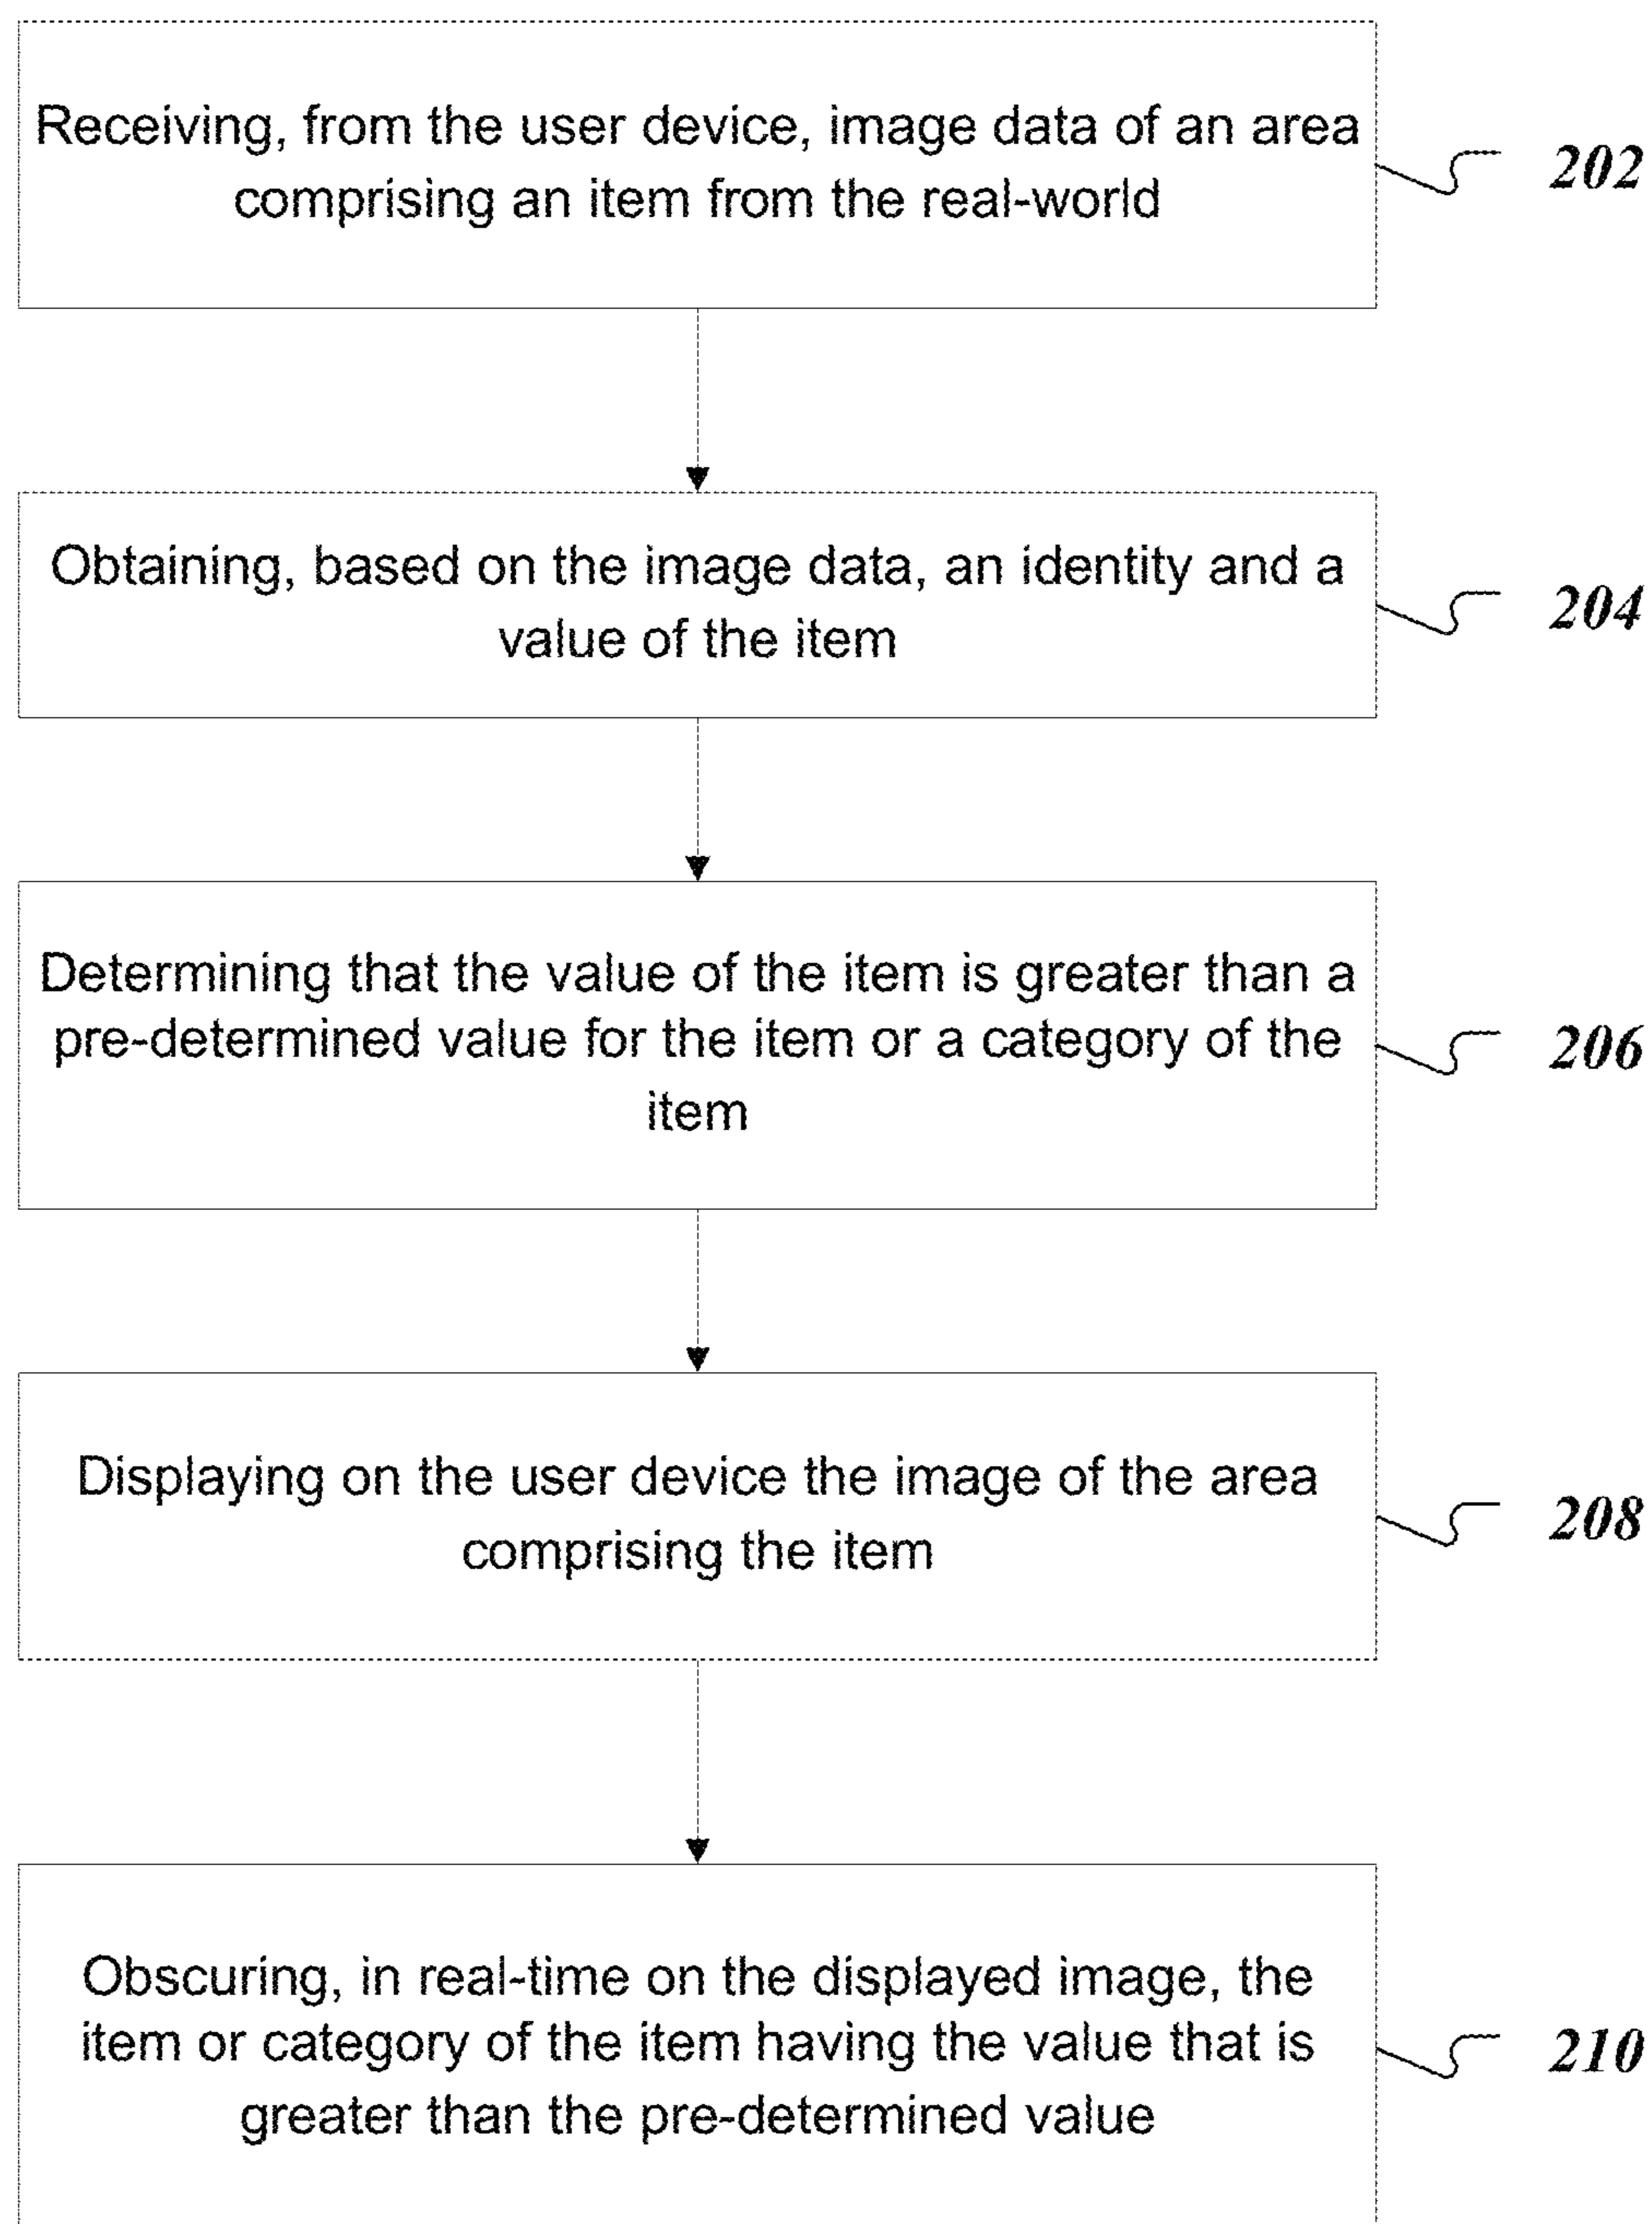 Receiving, from the user device, image data of an area
comprising an item from the real-world
202
Obtaining, based on the image data, an identity and a
value of the item
204
Determining that the value of the item is greater than a
pre-determined value for the item or a category of the
item
206
Displaying on the user device the image of the area
comprising the item
208
Obscuring, in real-time on the displayed image, the
item or category of the item having the value that is
greater than the pre-determined value
210